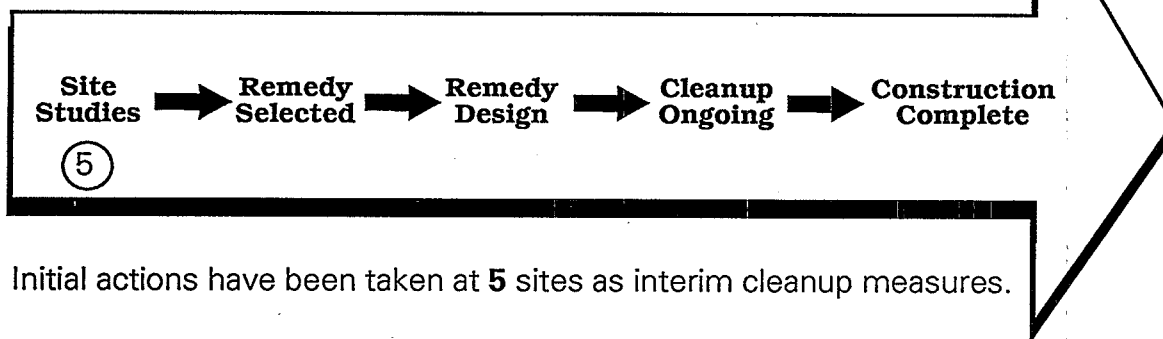 Site Studies
Remedy Selected
Remedy Design
Cleanup Ongoing
Construction Complete
5
Initial actions have been taken at 5 sites as interim cleanup measures.